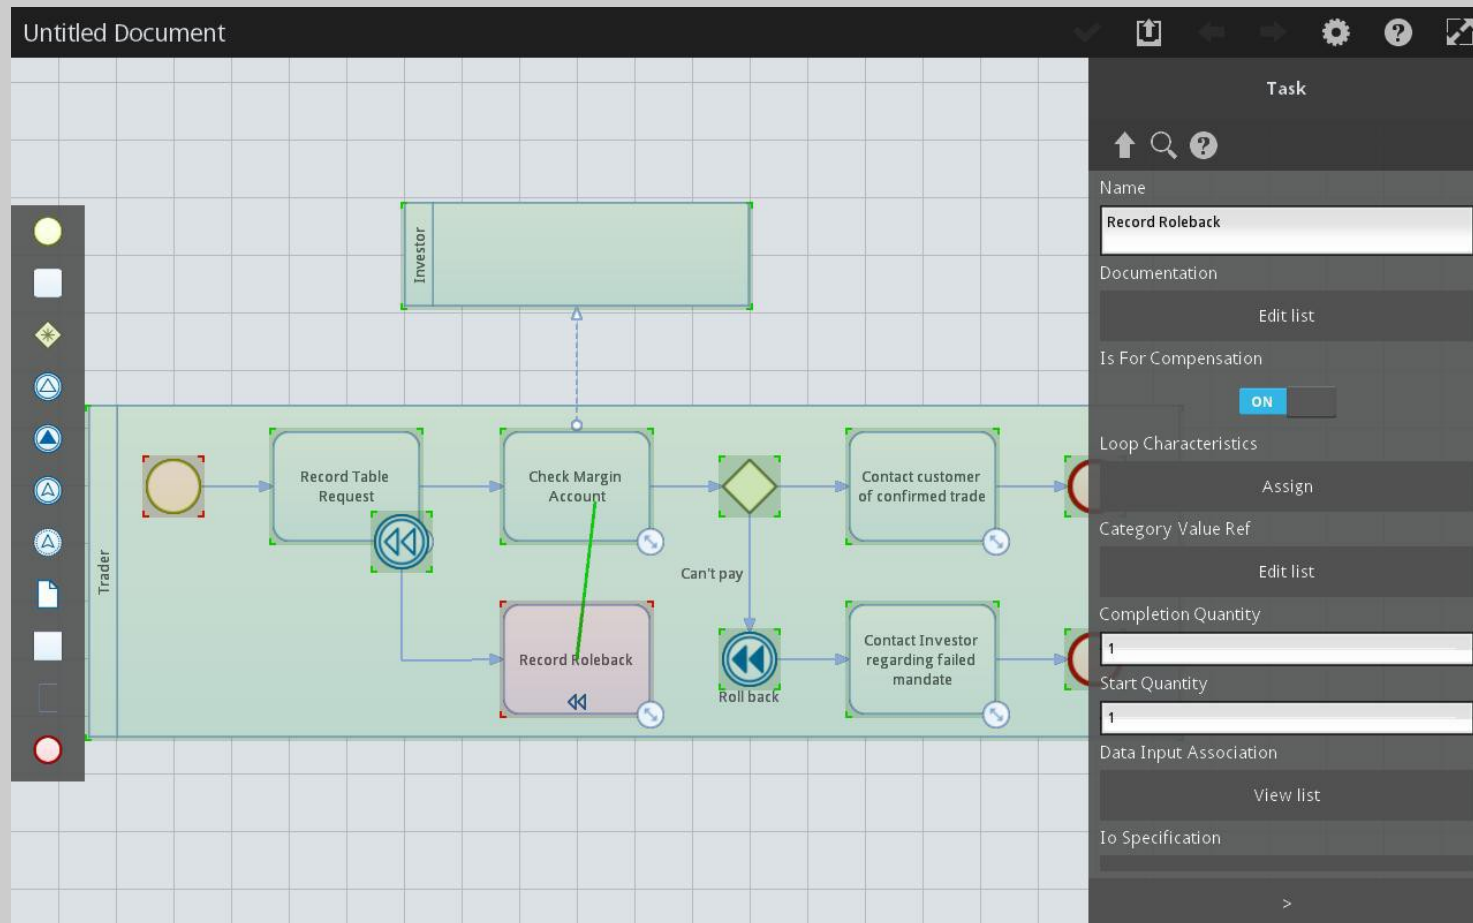 Untitled Document
Task
Name
Record Roleback
Documentation
Edit list
Is For Compensation
ON
Loop Characteristics
Assign
Category Value Ref
Edit list
Completion Quantity
1
Start Quantity
1
Data Input Association
View list
Io Specification
>
Investor
Trader
Record Table
Request
Check Margin
Account
Contact customer
of confirmed trade
Can't pay
Record Roleback
Roll back
Contact Investor
regarding failed
mandate